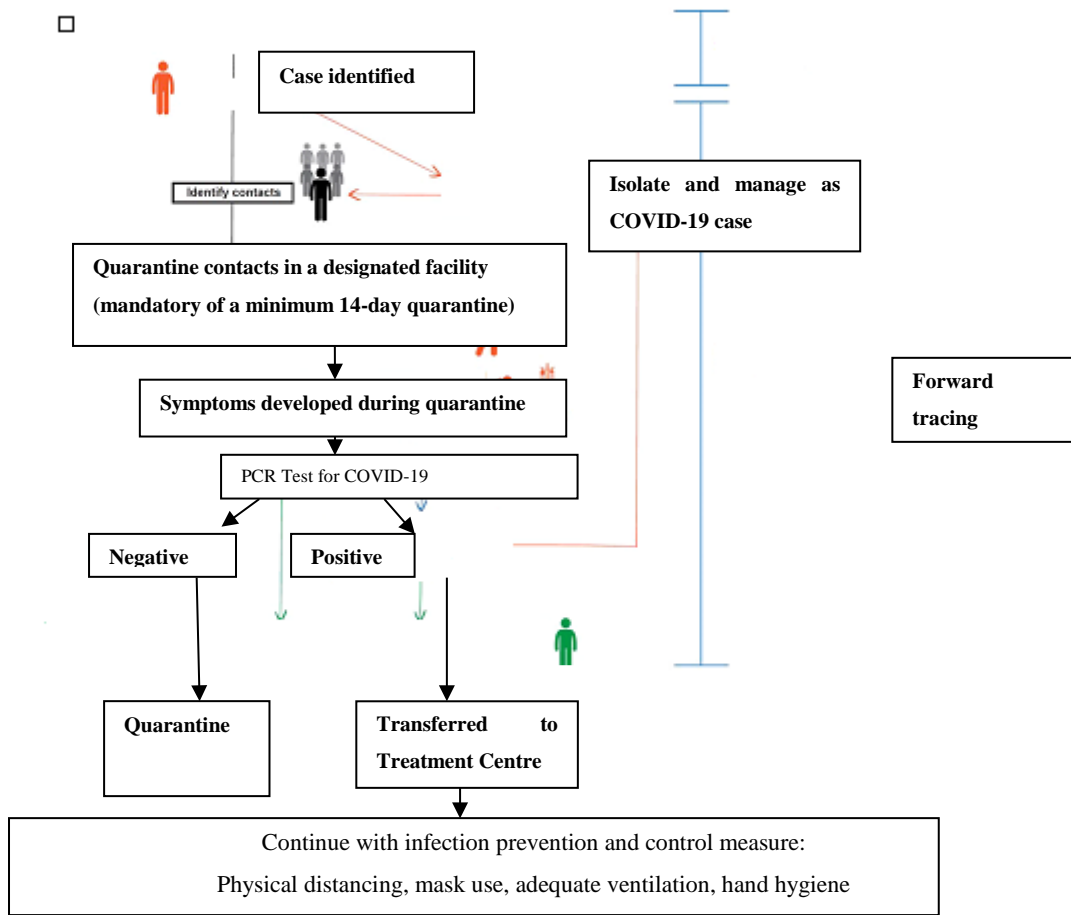 Case identified
Identify contacts
Isolate and manage as
COVID-19 case
Quarantine contacts in a designated facility
(mandatory of a minimum 14-day quarantine)
Forward
tracing
Symptoms developed during quarantine
PCR Test for COVID-19
Negative
Positive
Quarantine
Transferred to
Treatment Centre
Continue with infection prevention and control measure:
Physical distancing, mask use, adequate ventilation, hand hygiene